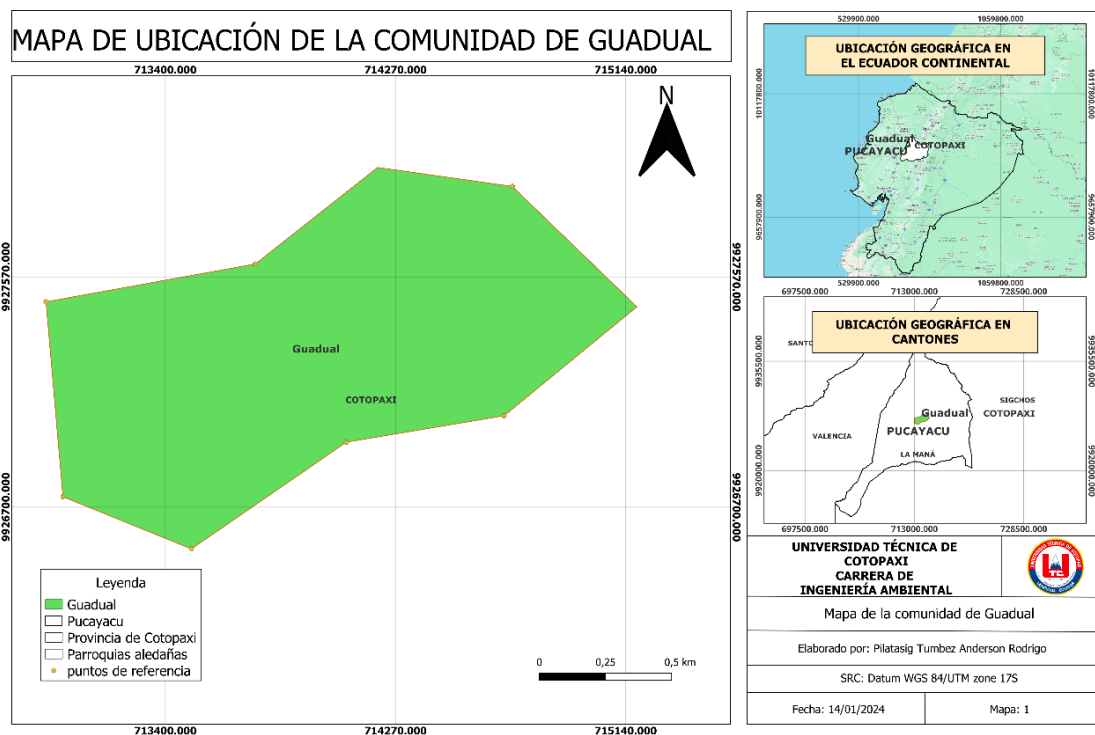 MAPA DE UBICACIÓN DE LA COMUNIDAD DE GUADUAL
713400.000 714270.000 715140.000
N
9927570.000 9927570.000
Guadual
COTOPAXI
9926700.000 9926700.000
Leyenda
Guadual
Pucayacu
Provincia de Cotopaxi
Parroquias aledañas
puntos de referencia
0 0,25 0,5 km
713400.000 714270.000 715140.000
529900.000 1059800.000
UBICACIÓN GEOGRÁFICA EN
EL ECUADOR CONTINENTAL
10117800.000 10117800.000
Guadual
PUCAYACU COTOPAXI
9657900.000 9657900.000
529900.000 1059800.000
697500.000 713000.000 728500.000
UBICACIÓN GEOGRÁFICA EN
CANTONES
SANTO
9935500.000 9935500.000
SIGCHOS
Guadual COTOPAXI
PUCAYACU
VALENCIA
LA MANÁ
9920000.000 9920000.000
697500.000 713000.000 728500.000
UNIVERSIDAD TÉCNICA DE
COTOPAXI
CARRERA DE
INGENIERÍA AMBIENTAL
Mapa de la comunidad de Guadual
Elaborado por: Pilatasig Tumbez Anderson Rodrigo
SRC: Datum WGS 84/UTM zone 17S
Fecha: 14/01/2024 Mapa: 1